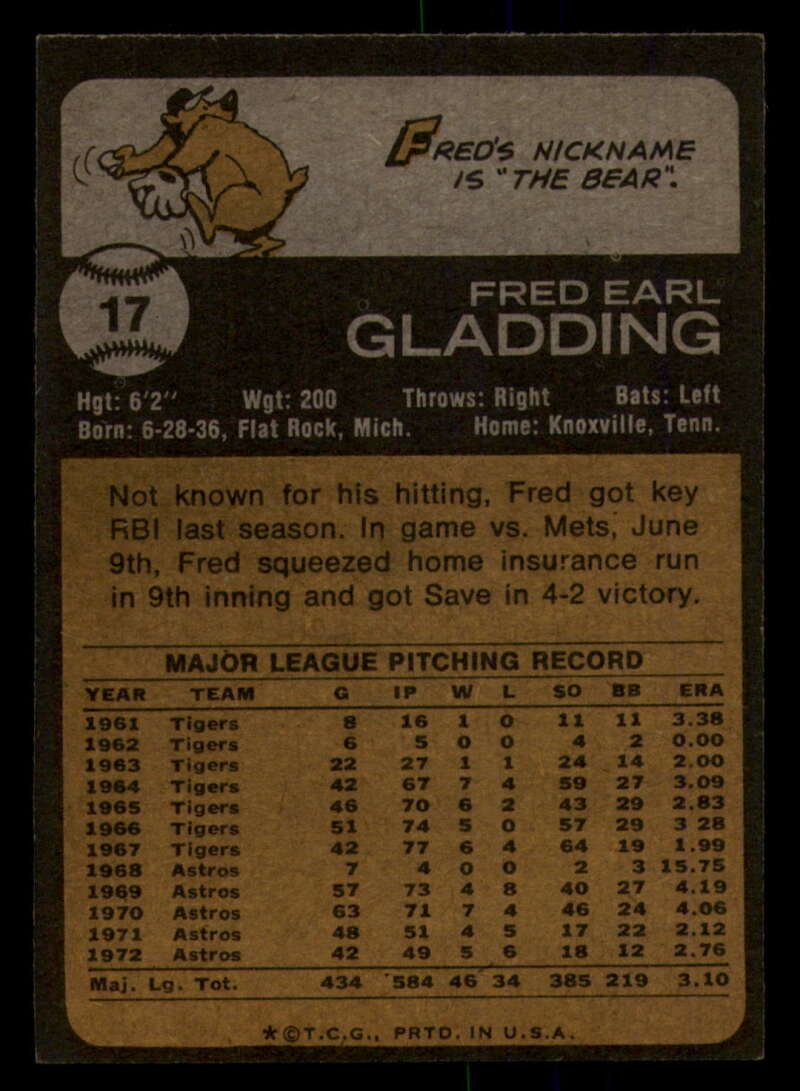 FRED'S NICKNAME
IS "THE BEAR".
17
FRED EARL
GLADDING
Hgt: 6'2" Wgt: 200 Throws: Right Bats: Left
Born: 6-28-36, Flat Rock, Mich. Home: Knoxville, Tenn.
Not known for his hitting, Fred got key
RBI last season. In game vs. Mets, June
9th, Fred squeezed home insurance run
in 9th inning and got Save in 4-2 victory.
MAJOR LEAGUE PITCHING RECORD
YEAR TEAM G IP W L SO BB ERA
1961 Tigers 8 16 1 0 11 11 3.38
1962 Tigers 6 5 0 0 4 2 0.00
1963 Tigers 22 27 1 1 24 14 2.00
1964 Tigers 42 67 7 4 59 27 3.09
1965 Tigers 46 70 6 2 43 29 2.83
1966 Tigers 51 74 5 0 57 29 3 28
1967 Tigers 42 77 6 4 64 19 1.99
1968 Astros 7 4 0 0 2 3 15.75
1969 Astros 57 73 4 8 40 27 4.19
1970 Astros 63 71 7 4 46 24 4.06
1971 Astros 48 51 4 5 17 22 2.12
1972 Astros 42 49 5 6 18 12 2.76
Maj. Lg. Tot. 434 584 46 34 385 219 3.10
*©T.C.G., PRTD. IN U.S.A.